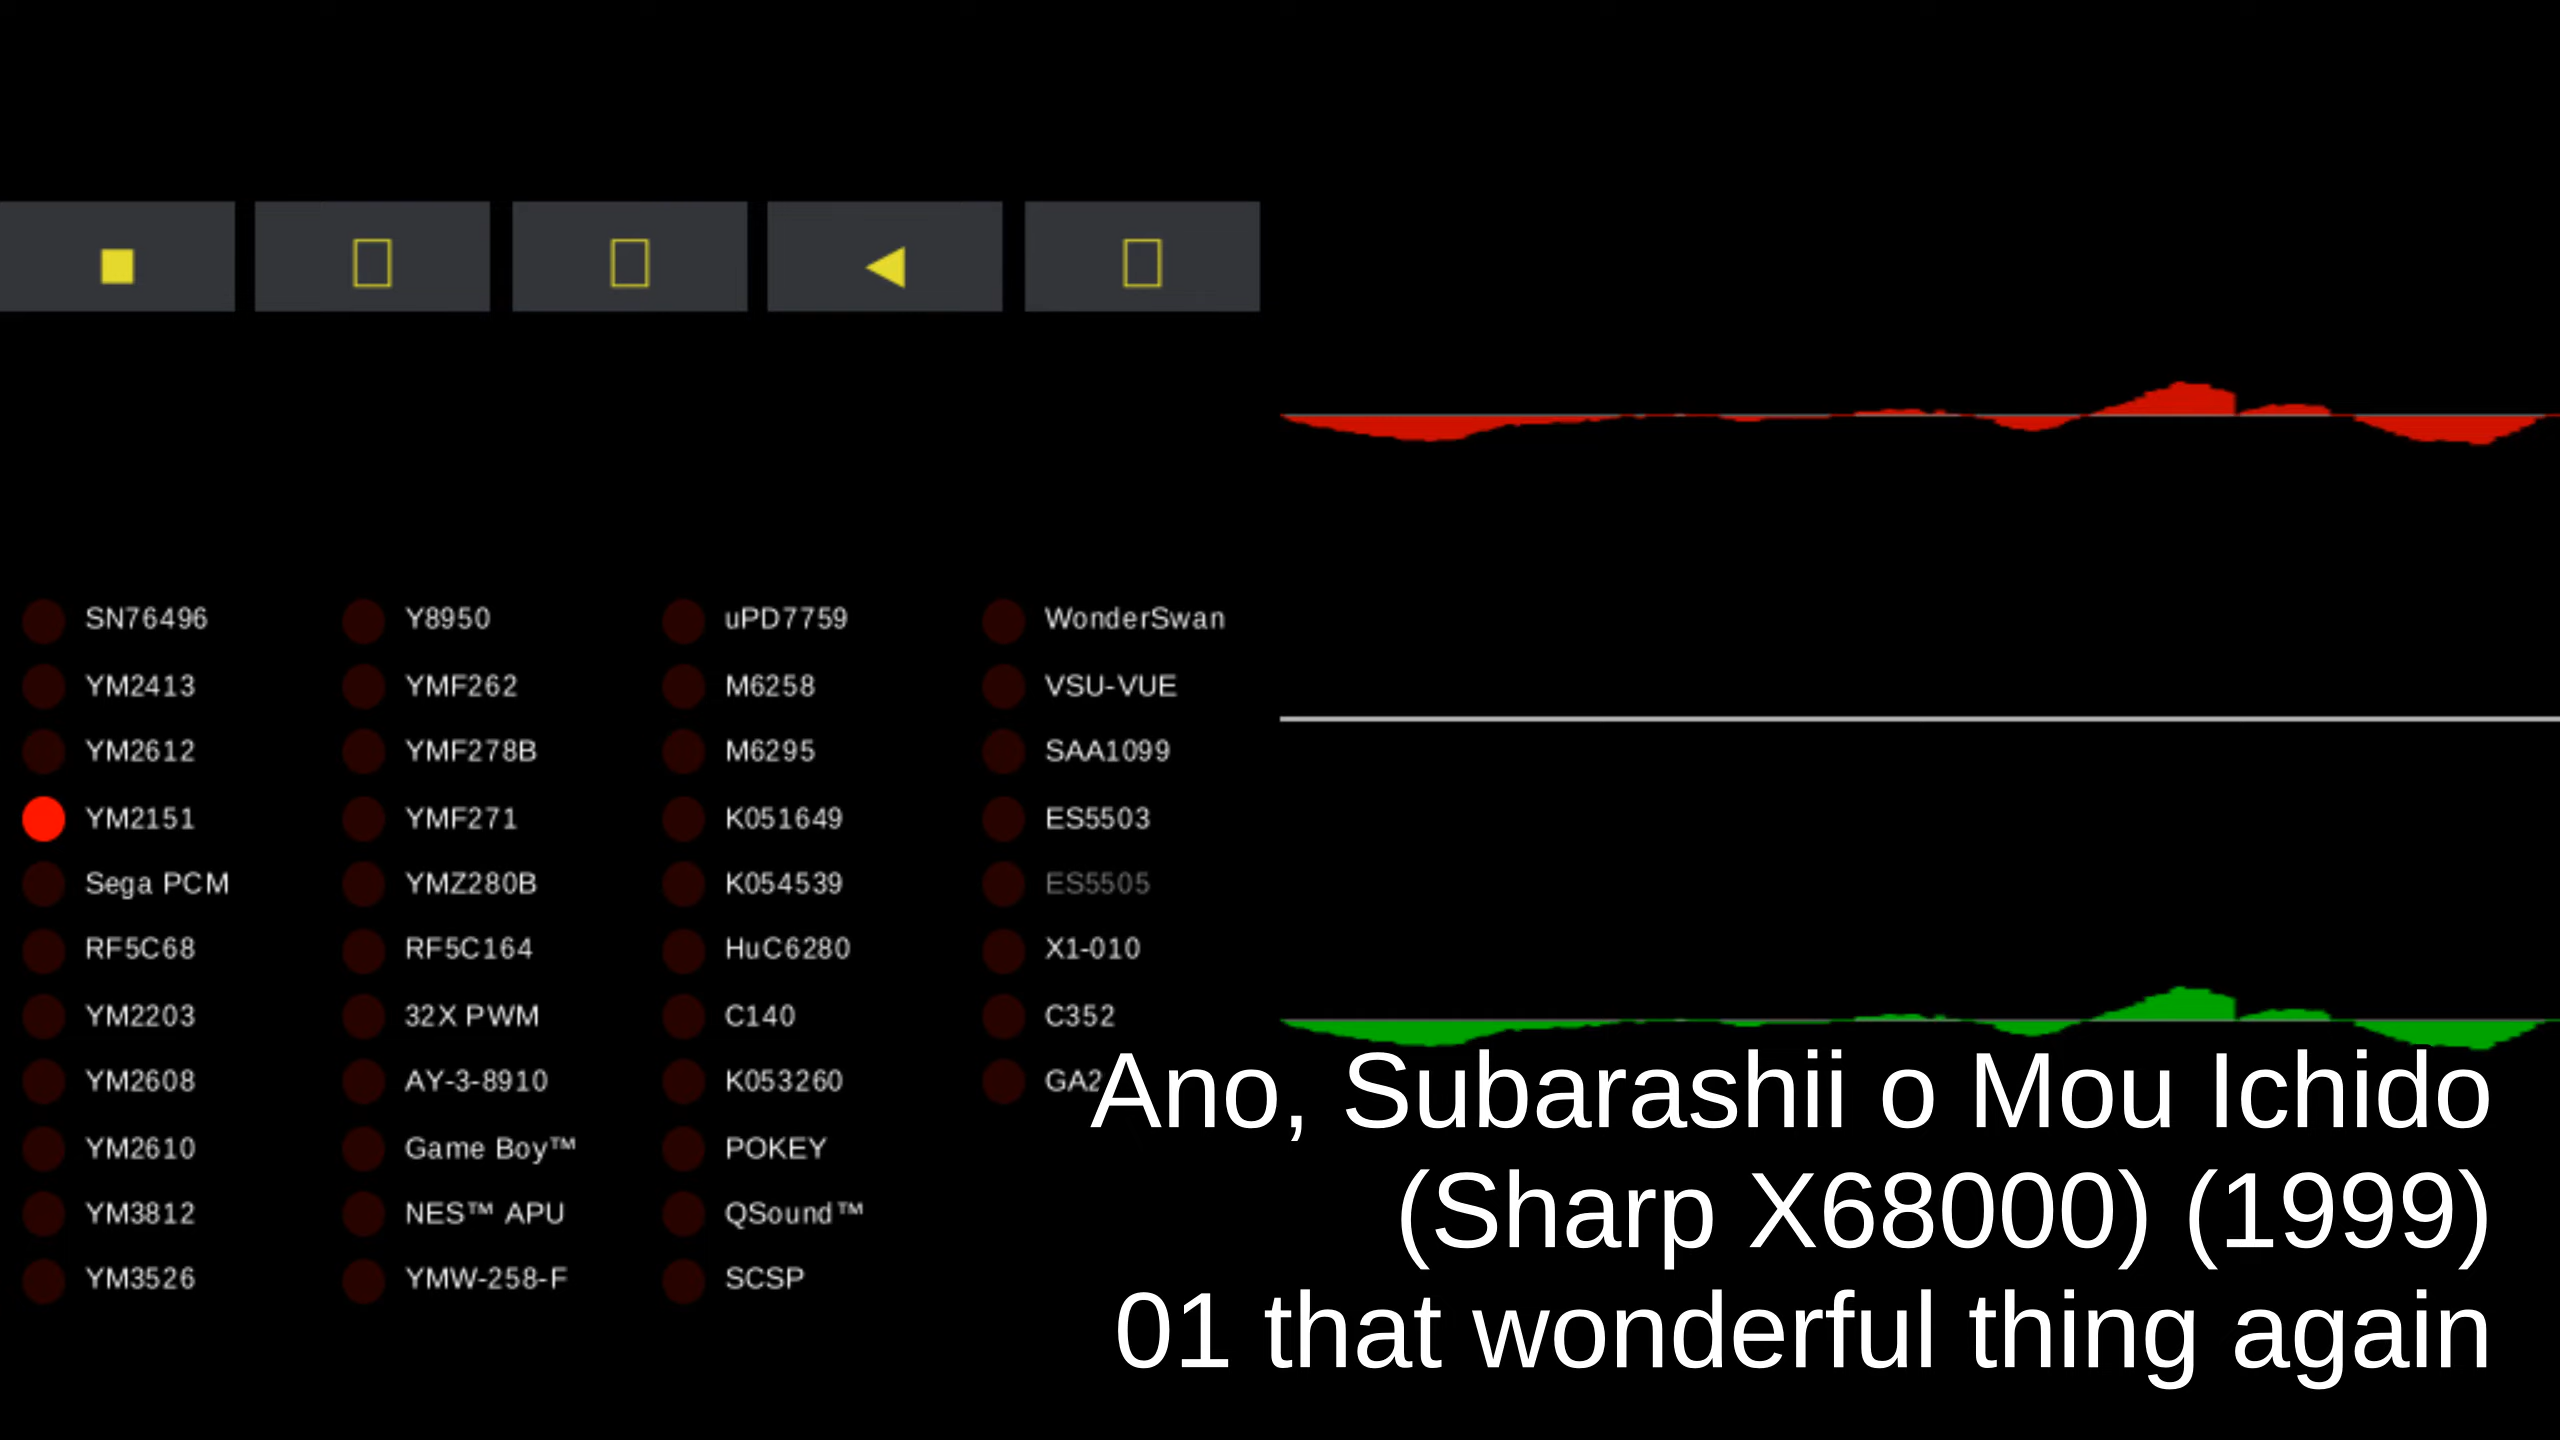 SN76496
YM2413
YM2612
YM2151
Sega PCM
RF5C68
YM2203
YM2608
YM2610
YM3812
YM3526
Y8950
YMF262
YMF278B
YMF271
YMZ280B
RF5C164
32X PWM
AY-3-8910
Game Boy™
NES™ APU
YMW-258-F
uPD7759
M6258
M6295
K051649
K054539
HuC6280
C140
K053260
POKEY
QSound™
SCSP
WonderSwan
VSU-VUE
SAA1099
ES5503
ES5505
X1-010
C352
GA2
Ano, Subarashii o Mou Ichido
(Sharp X68000) (1999)
01 that wonderful thing again